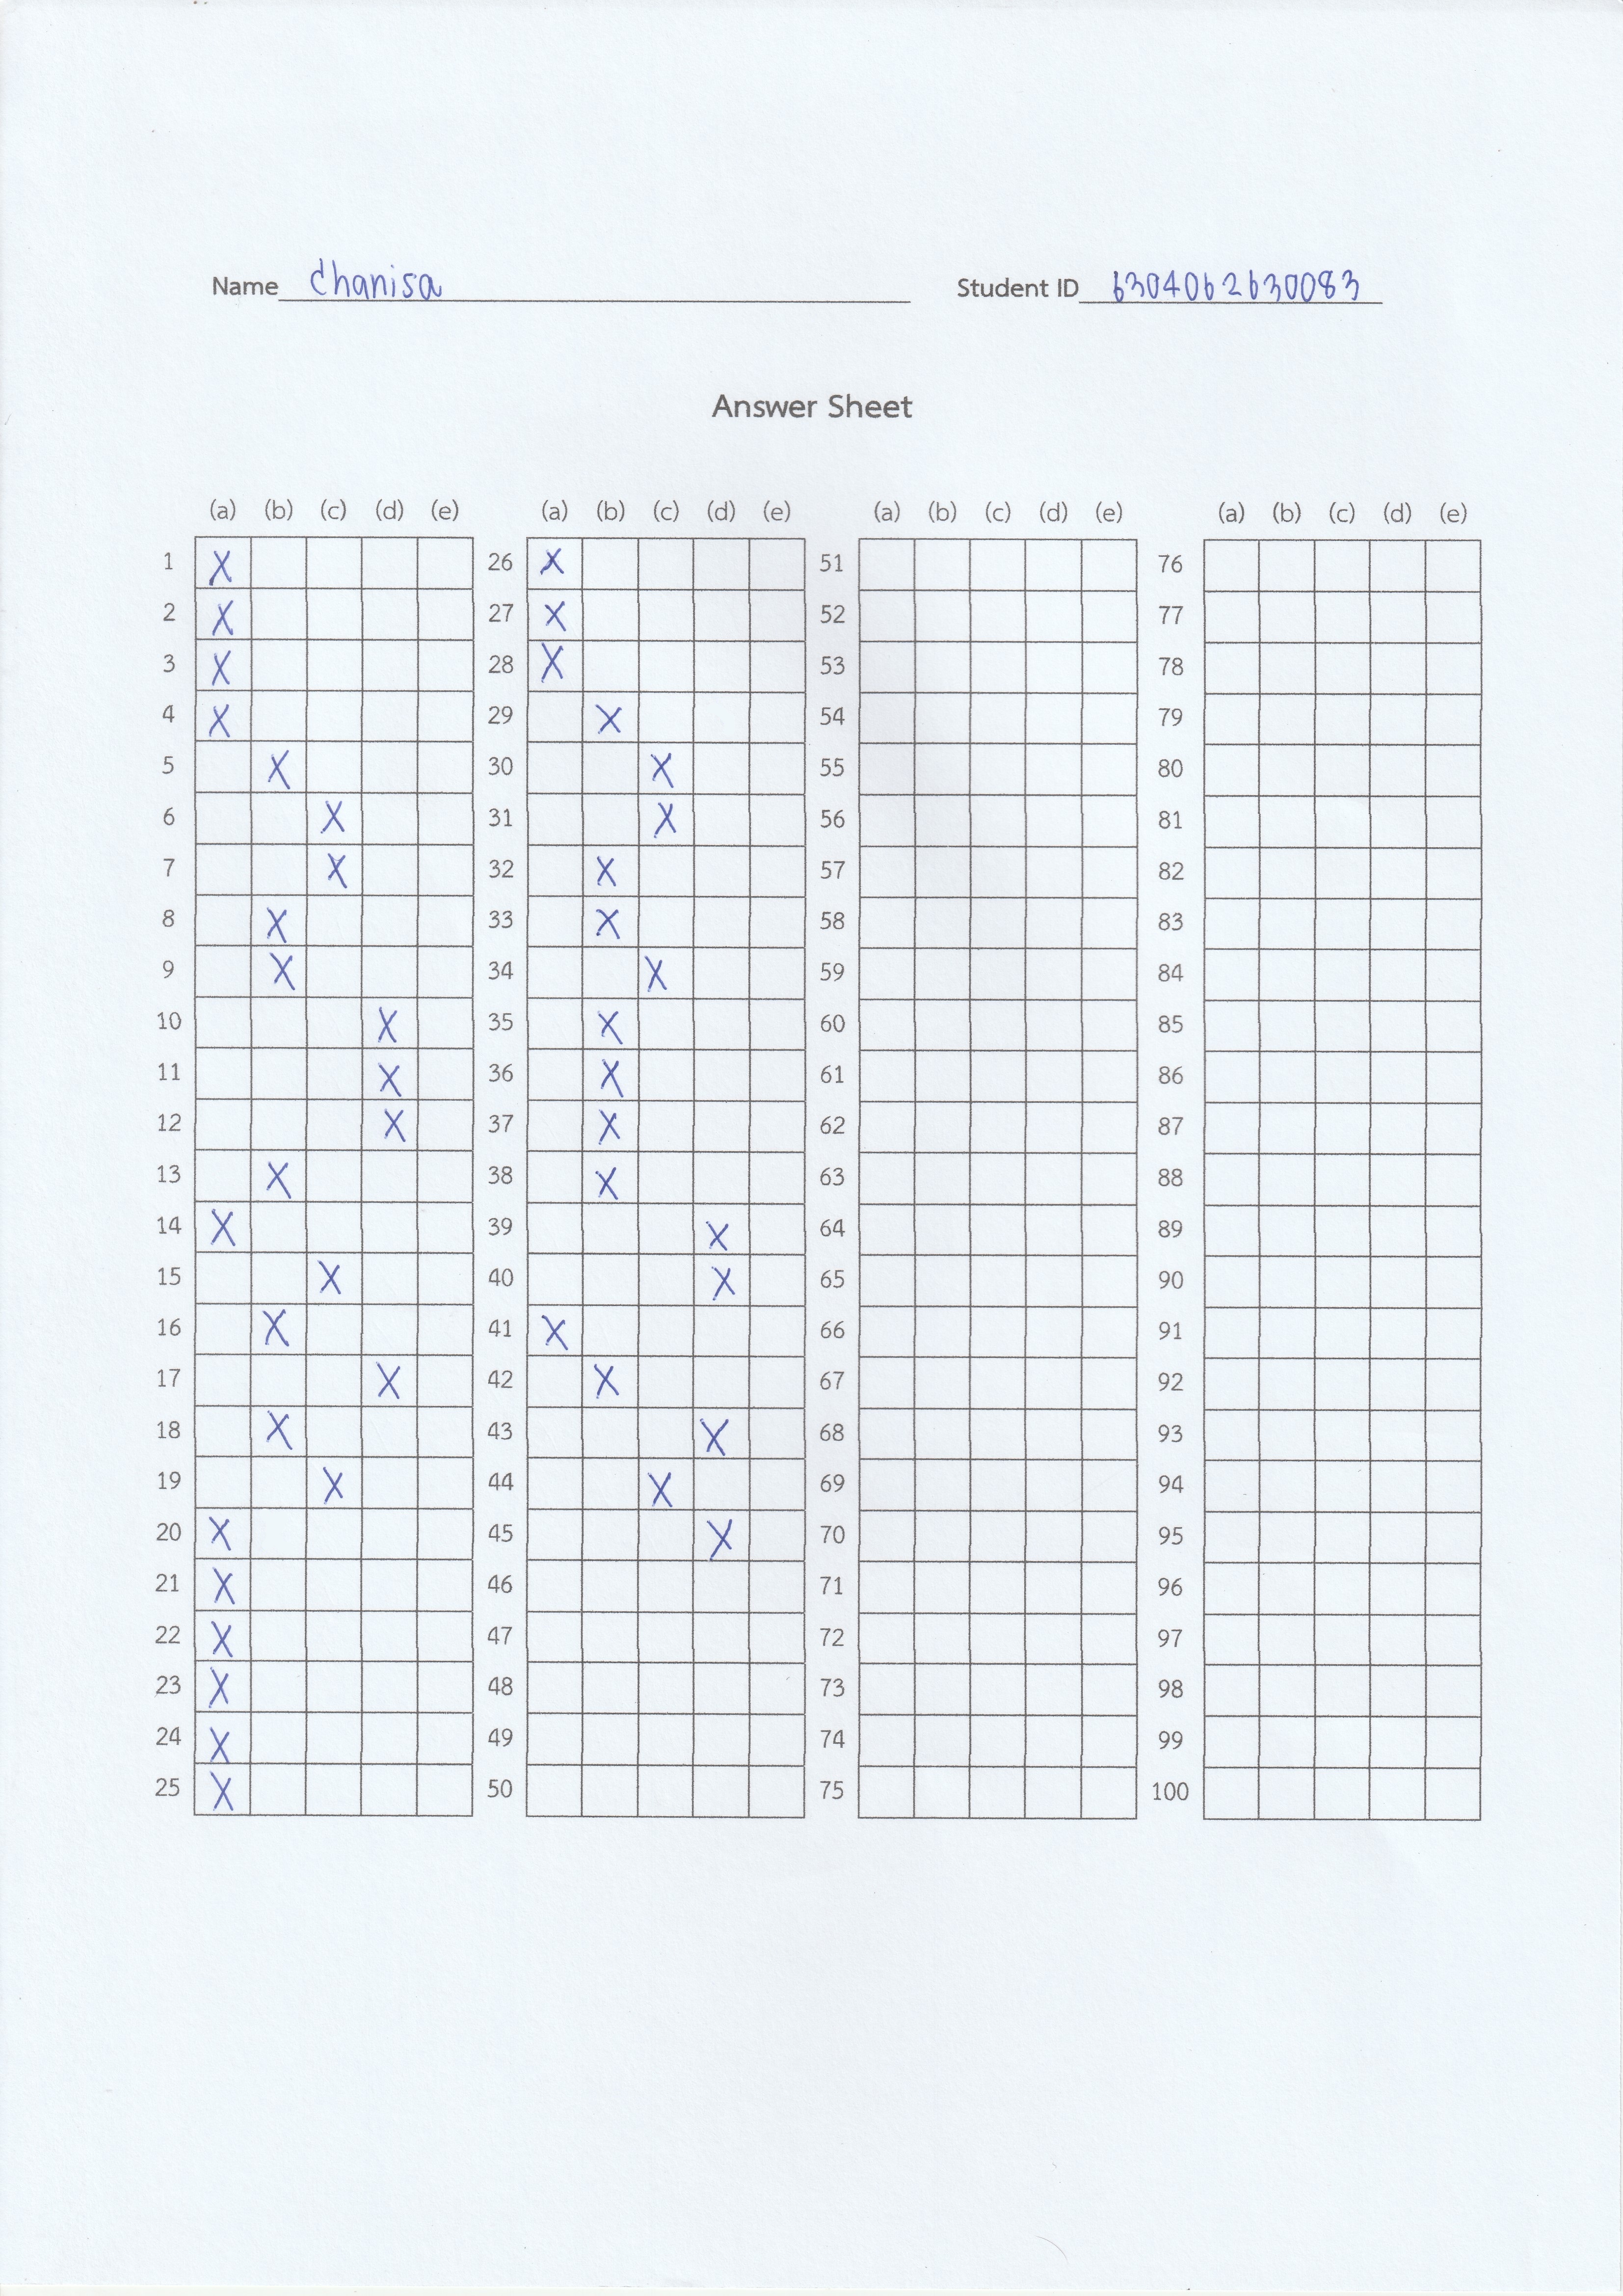 Name chanisa Student ID 6304062630083
Answer Sheet
(a) (b) (c) (d) (e) (a) (b) (c) (d) (e) (a) (b) (c) (d) (e) (a) (b) (c) (d) (e)
1 X 26 X 51 76
2 X 27 X 52 77
3 X 28 X 53 78
4 X 29 X 54 79
5 X 30 X 55 80
6 X 31 X 56 81
7 X 32 X 57 82
8 X 33 X 58 83
9 X 34 X 59 84
10 X 35 X 60 85
11 X 36 X 61 86
12 X 37 X 62 87
13 X 38 X 63 88
14 X 39 X 64 89
15 X 40 X 65 90
16 X 41 X 66 91
17 X 42 X 67 92
18 X 43 X 68 93
19 X 44 X 69 94
20 X 45 X 70 95
21 X 46 71 96
22 X 47 72 97
23 X 48 73 98
24 X 49 74 99
25 X 50 75 100